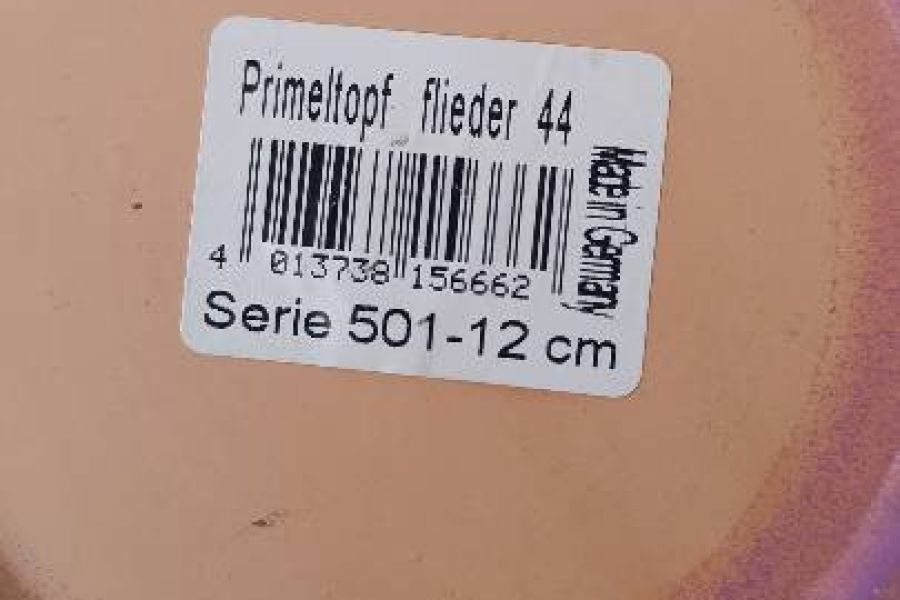 Primeltopf flieder 44
Made in Germany
4 013738 156662
Serie 501-12 cm